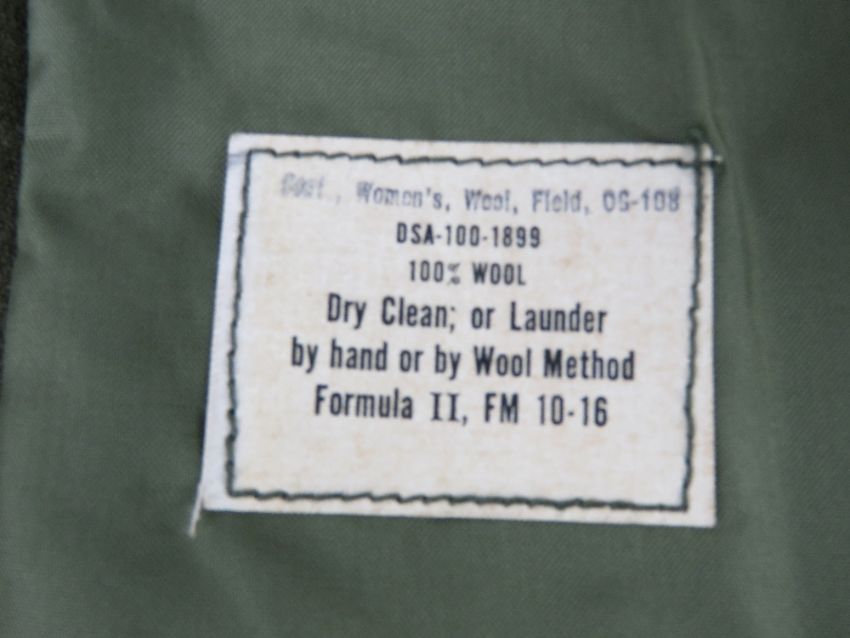 Coat, Women's, Wool, Field, OG-108
DSA-100-1899
100% WOOL
Dry Clean; or Launder
by hand or by Wool Method
Formula II, FM 10-16